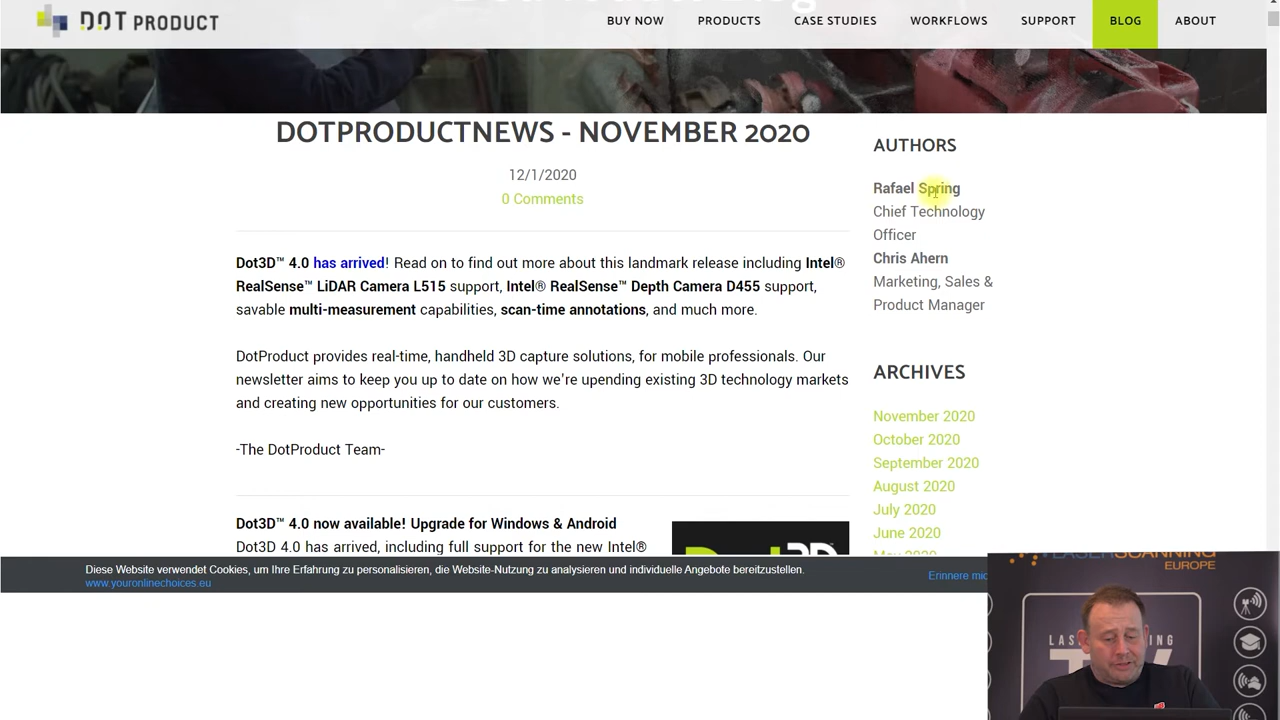 DOT PRODUCT
BUY NOW
PRODUCTS
CASE STUDIES
WORKFLOWS
SUPPORT
BLOG
ABOUT
DOTPRODUCTNEWS - NOVEMBER 2020
12/1/2020
0 Comments
Dot3D™ 4.0 has arrived! Read on to find out more about this landmark release including Intel®
RealSense™ LiDAR Camera L515 support, Intel® RealSense™ Depth Camera D455 support,
savable multi-measurement capabilities, scan-time annotations, and much more.
DotProduct provides real-time, handheld 3D capture solutions, for mobile professionals. Our
newsletter aims to keep you up to date on how we're upending existing 3D technology markets
and creating new opportunities for our customers.
-The DotProduct Team-
Dot3D™ 4.0 now available! Upgrade for Windows & Android
Dot3D 4.0 has arrived, including full support for the new Intel®
AUTHORS
Rafael Spring
Chief Technology
Officer
Chris Ahern
Marketing, Sales &
Product Manager
ARCHIVES
November 2020
October 2020
September 2020
August 2020
July 2020
June 2020
May 2020
Diese Website verwendet Cookies, um Ihre Erfahrung zu personalisieren, die Website-Nutzung zu analysieren und individuelle Angebote bereitzustellen.
www.youronlinechoices.eu
Erinnere mic
LASERSCANNING
EUROPE